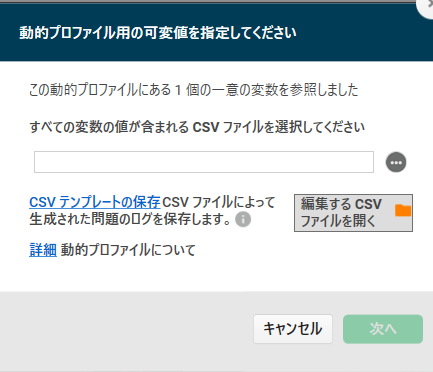 動的プロファイル用の可変値を指定してください
この動的プロファイルにある 1 個の一意の変数を参照しました
すべての変数の値が含まれる CSV ファイルを選択してください
CSV テンプレートの保存 CSV ファイルによって
生成された問題のログを保存します。
編集する CSV
ファイルを開く
詳細 動的プロファイルについて
キャンセル
次へ